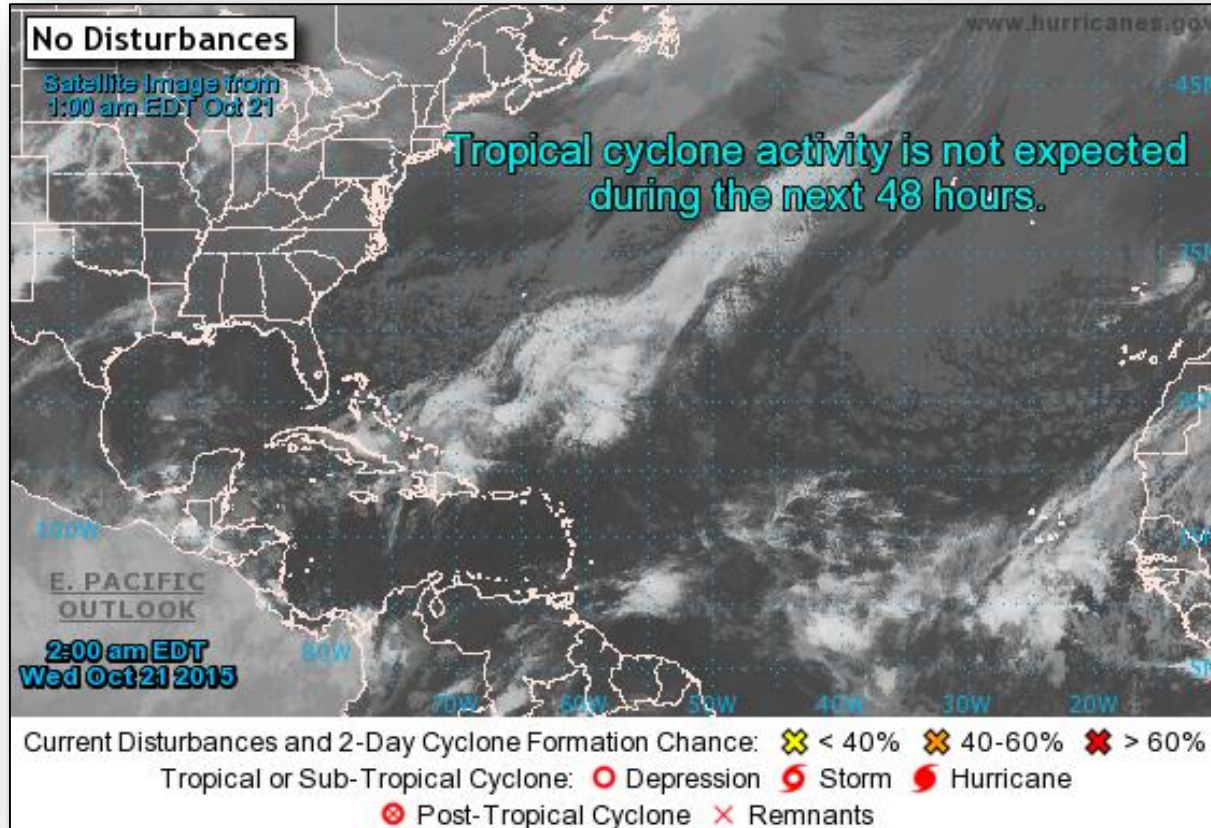 No Disturbances
www.hurricanes.gov
Satellite Image from
1:00 am EDT Oct 21
45N
Tropical cyclone activity is not expected
during the next 48 hours.
35N
100W
15N
E. PACIFIC
OUTLOOK
2:00 am EDT
Wed Oct 21 2015
80W
5N
70W 60W 50W 40W 30W 20W
Current Disturbances and 2-Day Cyclone Formation Chance: < 40% 40-60% > 60%
Tropical or Sub-Tropical Cyclone: Depression Storm Hurricane
Post-Tropical Cyclone Remnants